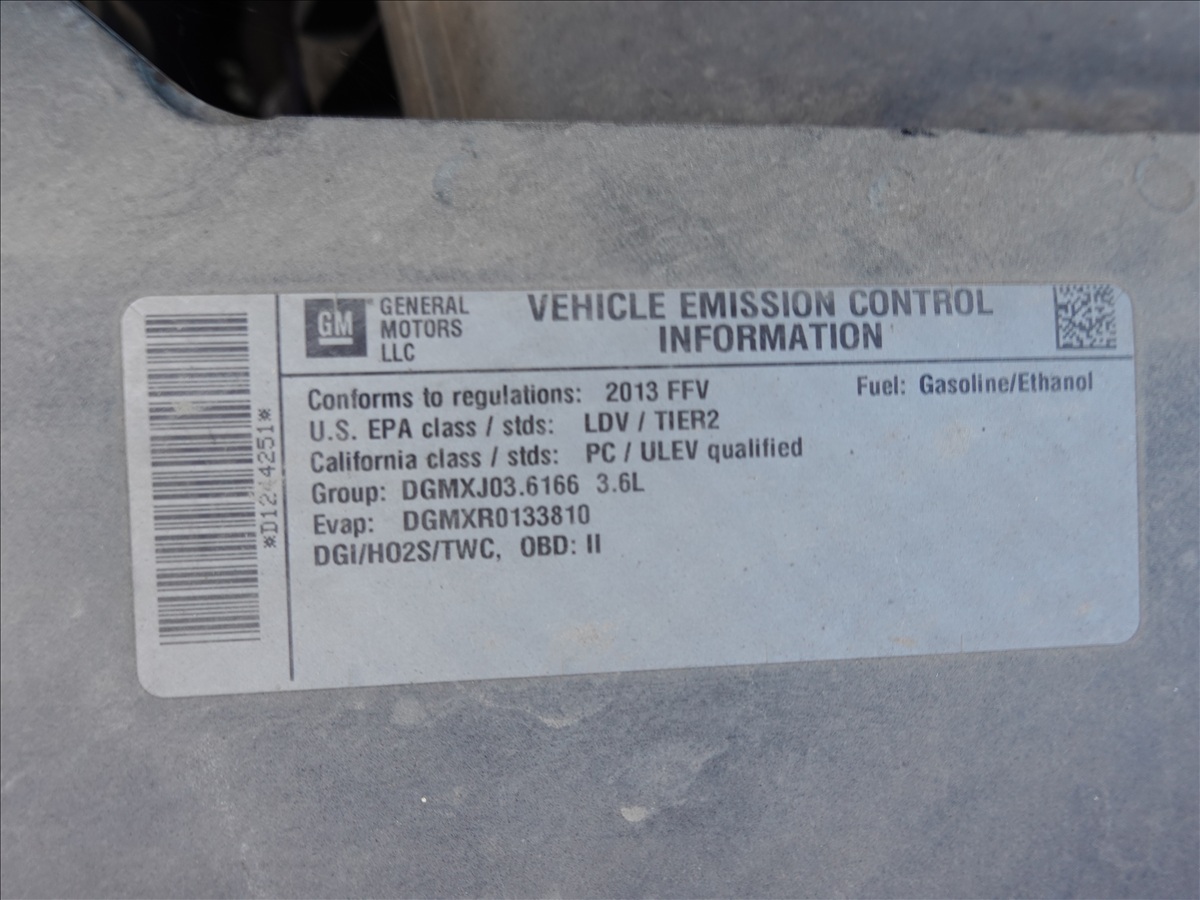 *D1244251*
GM
GENERAL
MOTORS
LLC
VEHICLE EMISSION CONTROL
INFORMATION
Conforms to regulations: 2013 FFV
Fuel: Gasoline/Ethanol
U.S. EPA class / stds: LDV / TIER2
California class / stds: PC / ULEV qualified
Group: DGMXJ03.6166 3.6L
Evap: DGMXR0133810
DGI/HO2S/TWC, OBD: II